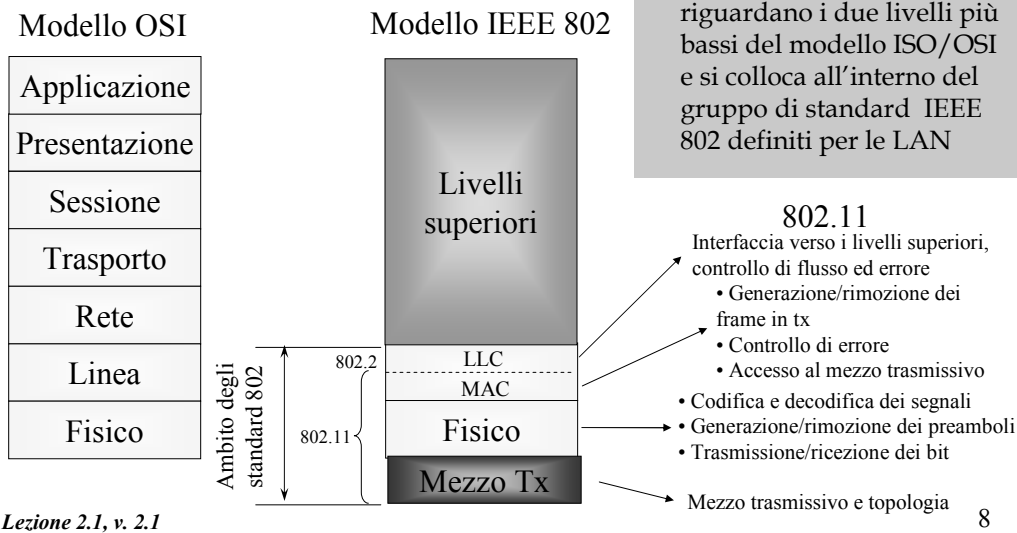 Modello OSI
Applicazione
Presentazione
Sessione
Trasporto
Rete
Linea
Fisico
Modello IEEE 802
Livelli
superiori
LLC
MAC
Fisico
Mezzo Tx
Ambito degli
standard 802
802.2
802.11
riguardano i due livelli più
bassi del modello ISO/OSI
e si colloca all'interno del
gruppo di standard IEEE
802 definiti per le LAN
802.11
Interfaccia verso i livelli superiori,
controllo di flusso ed errore
• Generazione/rimozione dei
frame in tx
• Controllo di errore
• Accesso al mezzo trasmissivo
• Codifica e decodifica dei segnali
• Generazione/rimozione dei preamboli
• Trasmissione/ricezione dei bit
Mezzo trasmissivo e topologia
Lezione 2.1, v. 2.1
8